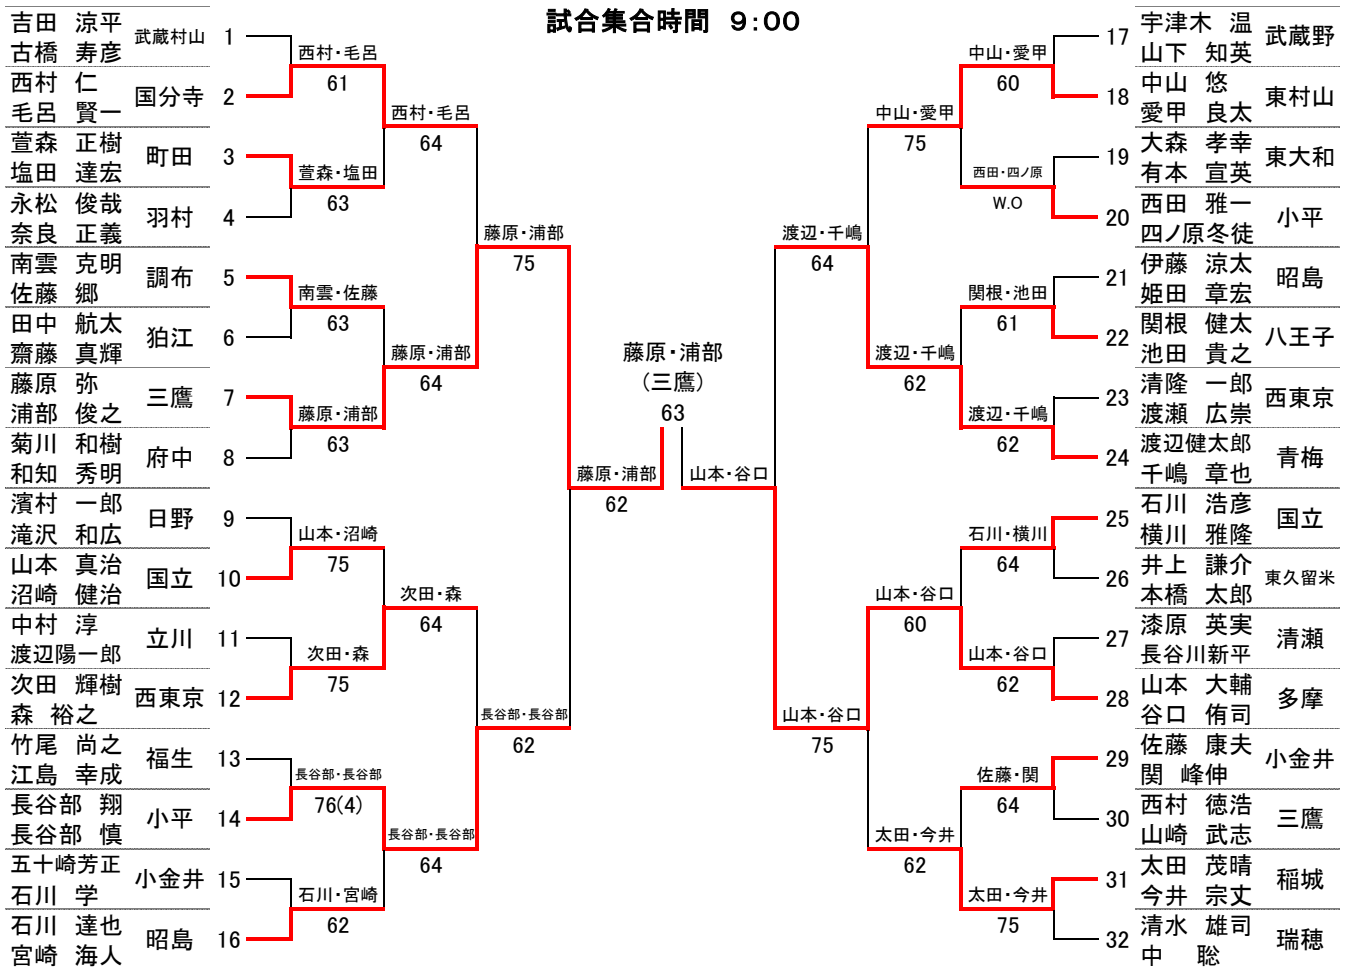 試合集合時間 9:00
吉田 涼平
古橋 寿彦
武蔵村山 1
西村 仁
毛呂 賢一
国分寺 2
萱森 正樹
塩田 達宏
町田 3
永松 俊哉
奈良 正義
羽村 4
南雲 克明
佐藤 郷
調布 5
田中 航太
齋藤 真輝
狛江 6
藤原 弥
浦部 俊之
三鷹 7
菊川 和樹
和知 秀明
府中 8
濱村 一郎
滝沢 和広
日野 9
山本 真治
沼崎 健治
国立 10
中村 淳
渡辺陽一郎
立川 11
次田 輝樹
森 裕之
西東京 12
竹尾 尚之
江島 幸成
福生 13
長谷部 翔
長谷部 慎
小平 14
五十崎芳正
石川 学
小金井 15
石川 達也
宮崎 海人
昭島 16
西村・毛呂
61
萱森・塩田
63
南雲・佐藤
63
藤原・浦部
63
山本・沼崎
75
次田・森
75
長谷部・長谷部
76(4)
石川・宮崎
62
西村・毛呂
64
藤原・浦部
64
次田・森
64
長谷部・長谷部
64
藤原・浦部
75
長谷部・長谷部
62
藤原・浦部
62
藤原・浦部
(三鷹)
63
山本・谷口
渡辺・千嶋
64
山本・谷口
75
中山・愛甲
75
渡辺・千嶋
62
山本・谷口
60
太田・今井
62
中山・愛甲
60
西田・四ノ原
W.O
関根・池田
61
渡辺・千嶋
62
石川・横川
64
山本・谷口
62
佐藤・関
64
太田・今井
75
17 宇津木 温
山下 知英
武蔵野
18 中山 悠
愛甲 良太
東村山
19 大森 孝幸
有本 宣英
東大和
20 西田 雅一
四ノ原冬徒
小平
21 伊藤 涼太
姫田 章宏
昭島
22 関根 健太
池田 貴之
八王子
23 清隆 一郎
渡瀬 広崇
西東京
24 渡辺健太郎
千嶋 章也
青梅
25 石川 浩彦
横川 雅隆
国立
26 井上 謙介
本橋 太郎
東久留米
27 漆原 英実
長谷川新平
清瀬
28 山本 大輔
谷口 侑司
多摩
29 佐藤 康夫
関 峰伸
小金井
30 西村 徳浩
山崎 武志
三鷹
31 太田 茂晴
今井 宗丈
稲城
32 清水 雄司
中 聡
瑞穂